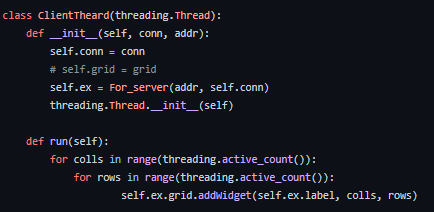 class ClientTheard(threading.Thread):
    def __init__(self, conn, addr):
        self.conn = conn
        # self.grid = grid
        self.ex = For_server(addr, self.conn)
        threading.Thread.__init__(self)

    def run(self):
        for colls in range(threading.active_count()):
            for rows in range(threading.active_count()):
                    self.ex.grid.addWidget(self.ex.label, colls, rows)